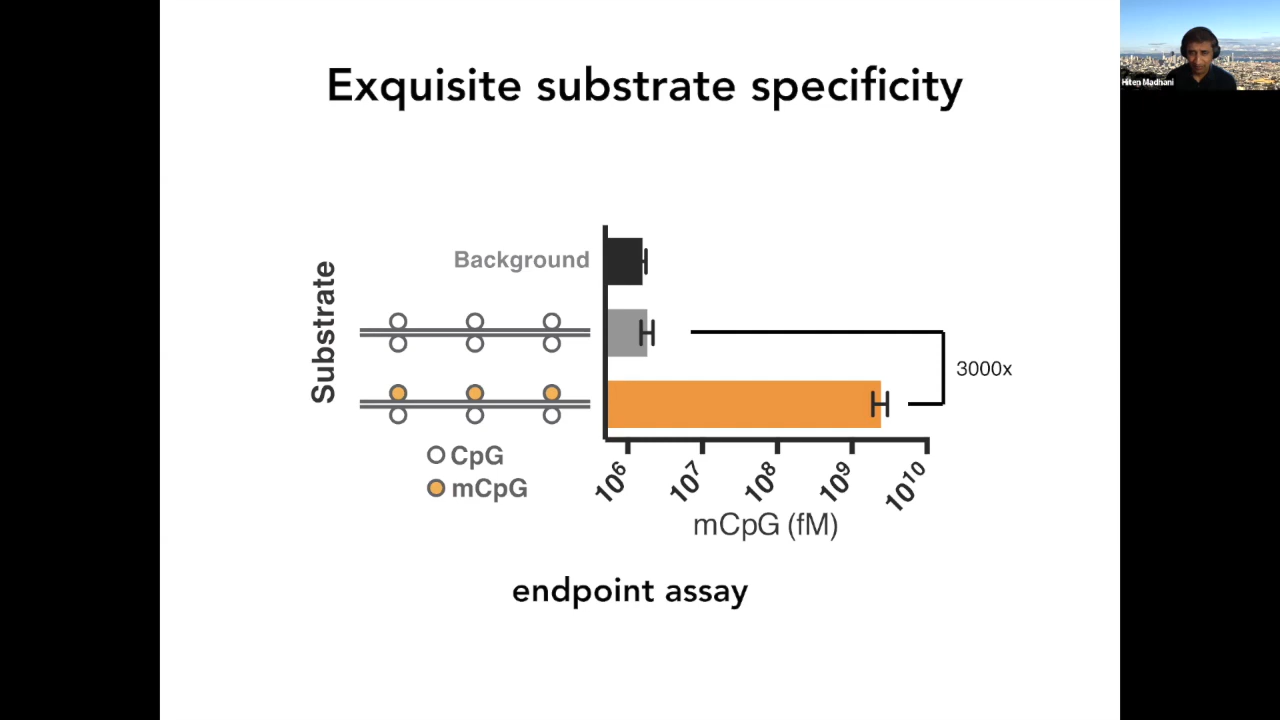 Exquisite substrate specificity
Hiten Madhani
Substrate
Background
3000x
CpG
mCpG
10⁶
10⁷
10⁸
10⁹
10¹⁰
mCpG (fM)
endpoint assay